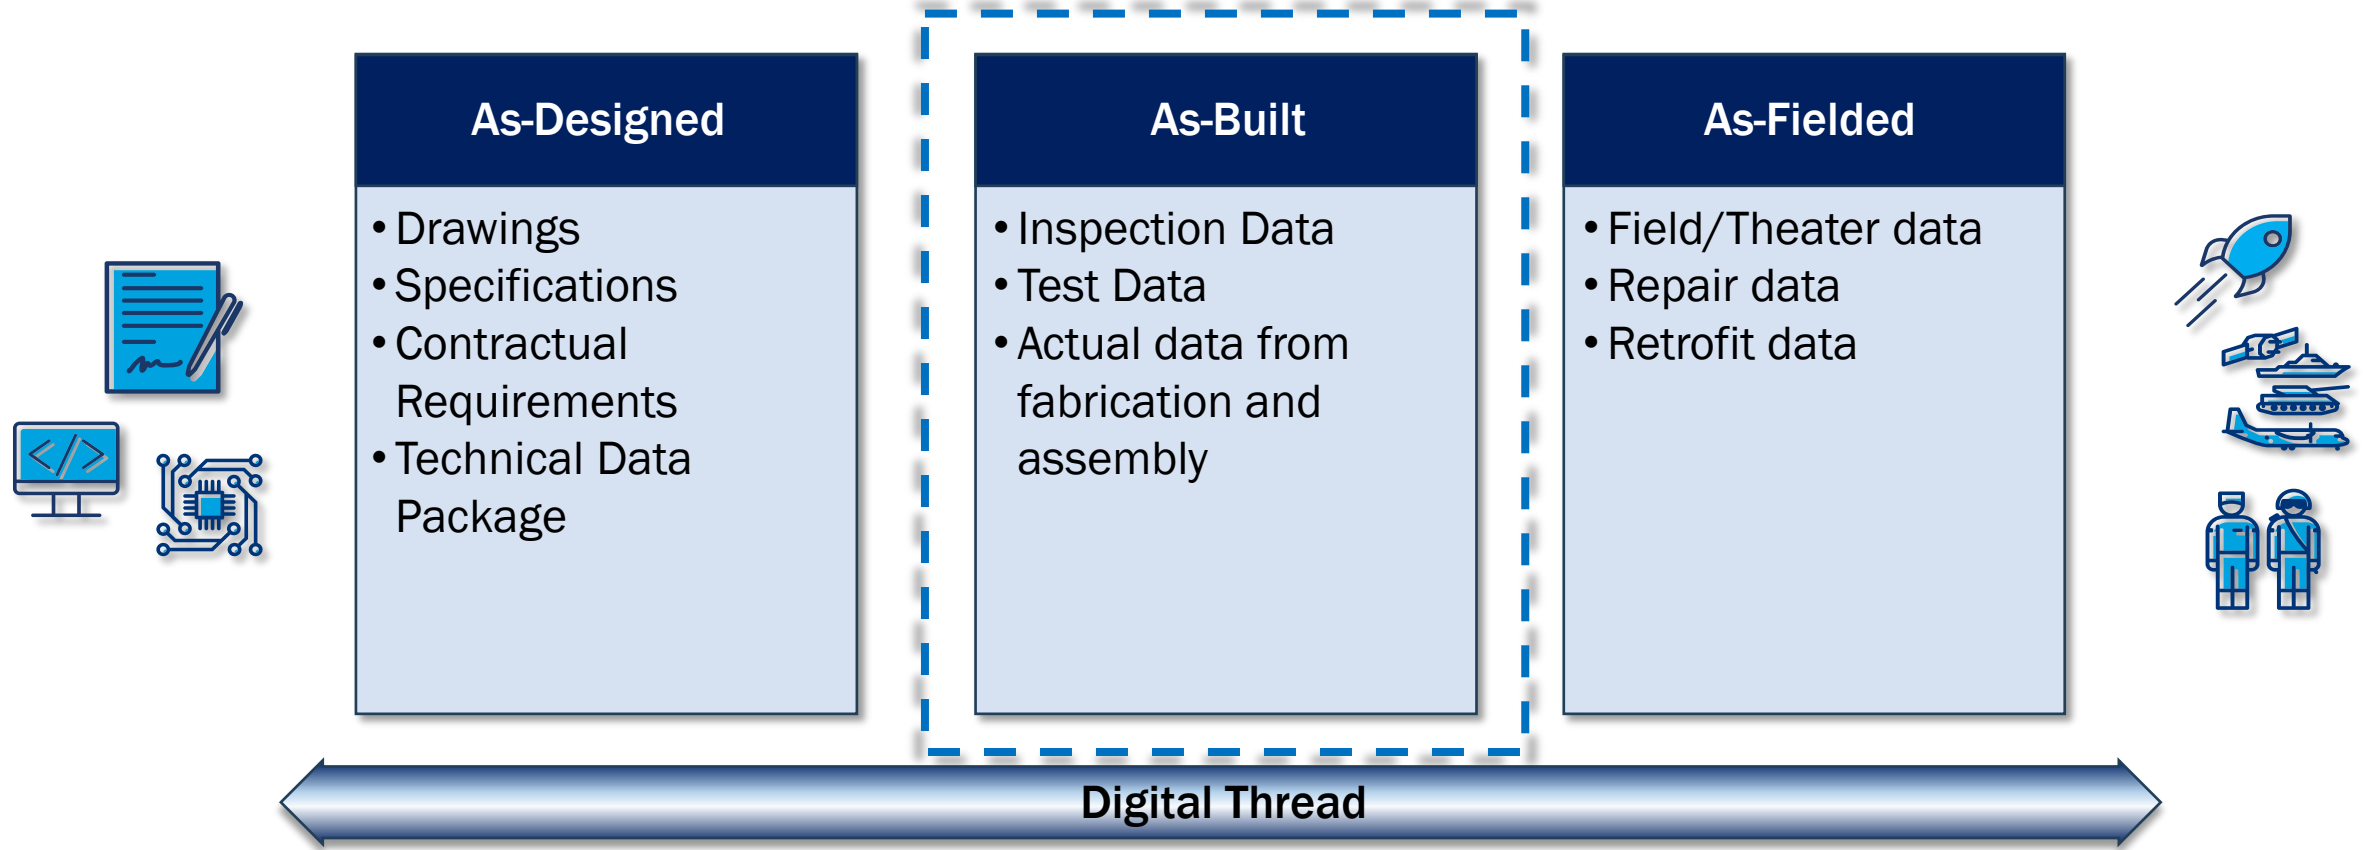 As-Designed
• Drawings
• Specifications
• Contractual
Requirements
• Technical Data
Package
As-Built
• Inspection Data
• Test Data
• Actual data from
fabrication and
assembly
As-Fielded
• Field/Theater data
• Repair data
• Retrofit data
</>
Digital Thread